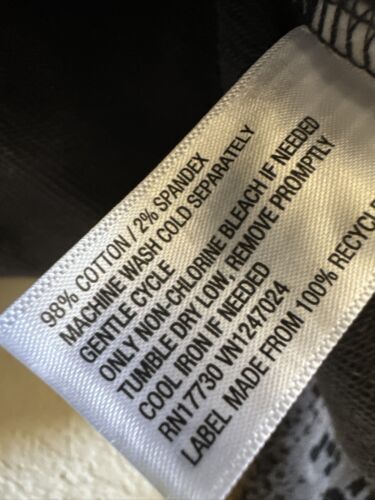 98% COTTON / 2% SPANDEX
MACHINE WASH COLD SEPARATELY
GENTLE CYCLE
ONLY NON-CHLORINE BLEACH IF NEEDED
TUMBLE DRY LOW. REMOVE PROMPTLY
COOL IRON IF NEEDED
RN17730 VN1247024
LABEL MADE FROM 100% RECYCLE